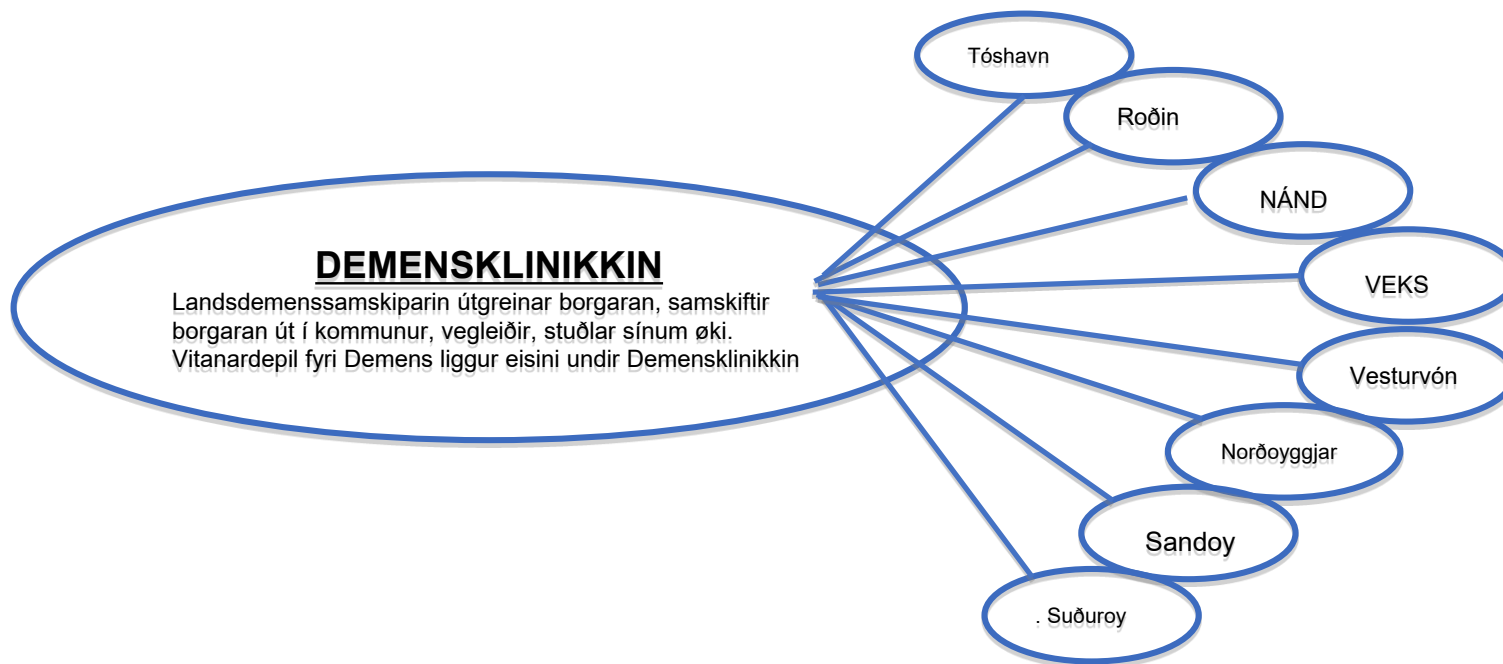 Tóshavn
Roðin
NÁND
VEKS
Vesturvón
Norðoyggjar
Sandoy
. Suðuroy
DEMENSKLINIKKIN
Landsdemenssamskiparin útgreinar borgaran, samskiftir
borgaran út í kommunur, vegleiðir, stuðlar sínum øki.
Vitanardepil fyri Demens liggur eisini undir Demensklinikkin